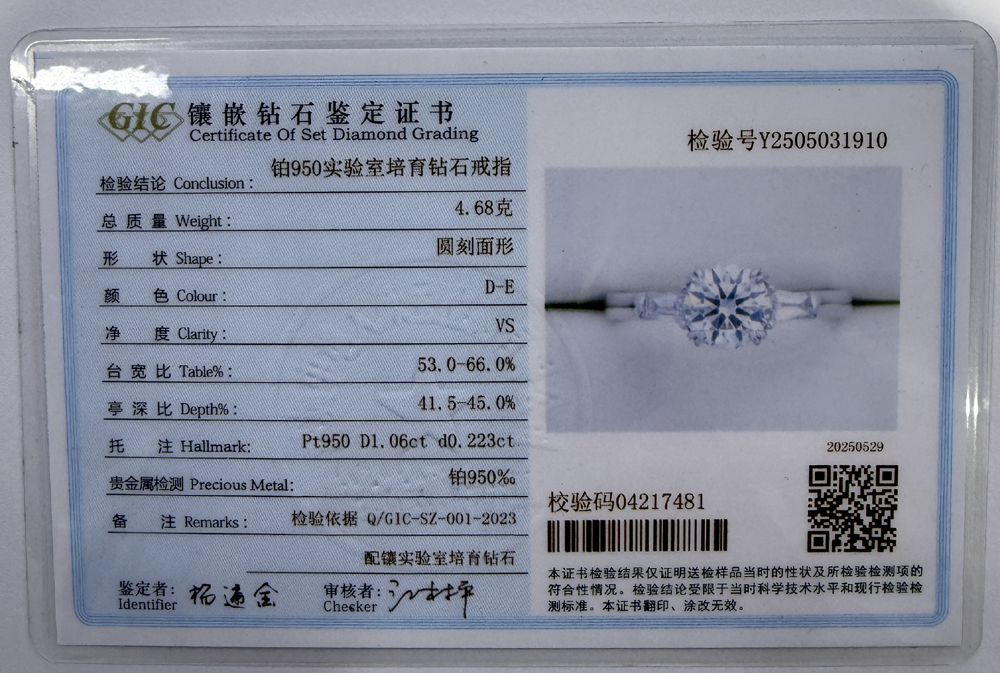 GIC 镶嵌钻石鉴定证书
Certificate Of Set Diamond Grading
检验结论 Conclusion: 铂950实验室培育钻石戒指
总质量 Weight: 4.68克
形状 Shape: 圆刻面形
颜色 Colour: D-E
净度 Clarity: VS
台宽比 Table%: 53.0-66.0%
亭深比 Depth%: 41.5-45.0%
托注 Hallmark: Pt950 D1.06ct d0.223ct
贵金属检测 Precious Metal: 铂950‰
备注 Remarks: 检验依据 Q/GIC-SZ-001-2023
配镶实验室培育钻石
鉴定者:
Identifier
审核者:
Checker
检验号Y2505031910
20250529
校验码04217481
本证书检验结果仅证明送检样品当时的性状及所检验检测项的
符合性情况。检验结论受限于当时科学技术水平和现行检验检
测标准。本证书翻印、涂改无效。